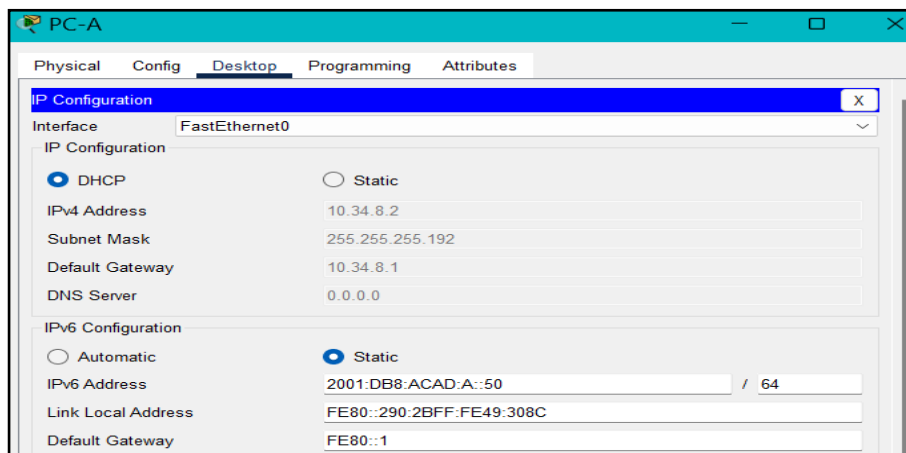 PC-A
Physical Config Desktop Programming Attributes
IP Configuration X
Interface FastEthernet0
IP Configuration
DHCP Static
IPv4 Address 10.34.8.2
Subnet Mask 255.255.255.192
Default Gateway 10.34.8.1
DNS Server 0.0.0.0
IPv6 Configuration
Automatic Static
IPv6 Address 2001:DB8:ACAD:A::50 / 64
Link Local Address FE80::290:2BFF:FE49:308C
Default Gateway FE80::1